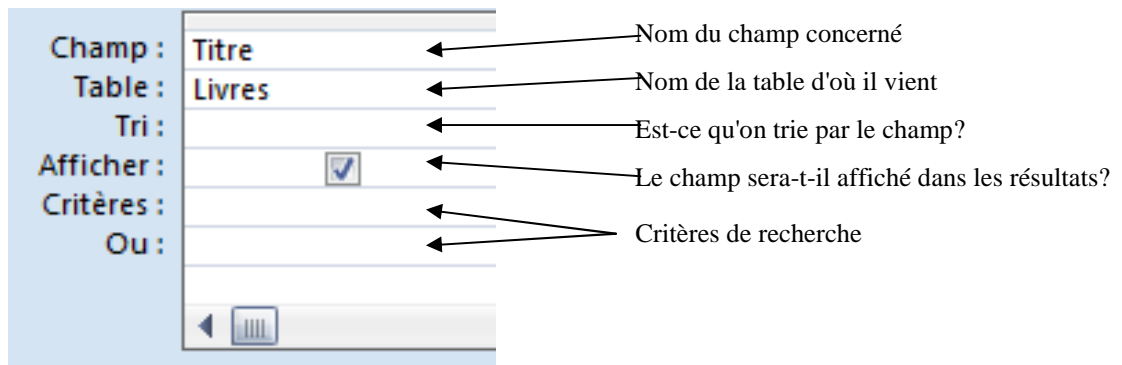 Champ : Titre Nom du champ concerné
Table : Livres Nom de la table d'où il vient
Tri : Est-ce qu'on trie par le champ?
Afficher : Le champ sera-t-il affiché dans les résultats?
Critères :
Ou : Critères de recherche